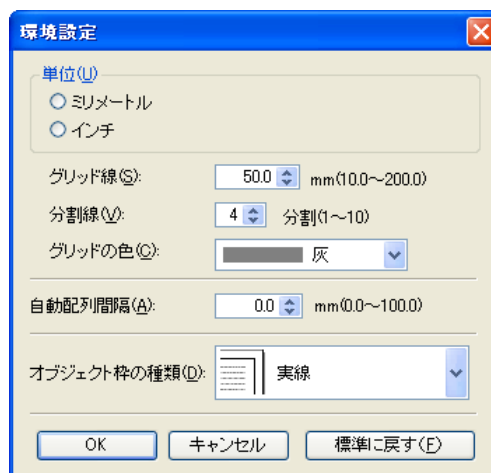 環境設定
単位(U)
ミリメートル
インチ
グリッド線(S): 50.0 mm(10.0～200.0)
分割線(V): 4 分割(1～10)
グリッドの色(C): 灰
自動配列間隔(A): 0.0 mm(0.0～100.0)
オブジェクト枠の種類(D): 実線
OK キャンセル 標準に戻す(F)